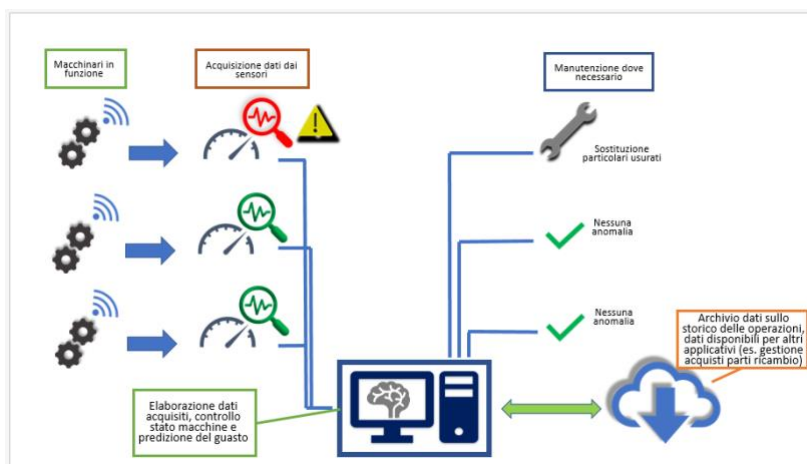 Macchinari in
funzione
Acquisizione dati dai
sensori
Manutenzione dove
necessario
Sostituzione
particolari usurati
Nessuna
anomalia
Nessuna
anomalia
Archivio dati sullo
storico delle operazioni,
dati disponibili per altri
applicativi (es. gestione
acquisti parti ricambio)
Elaborazione dati
acquisiti, controllo
stato macchine e
predizione del guasto